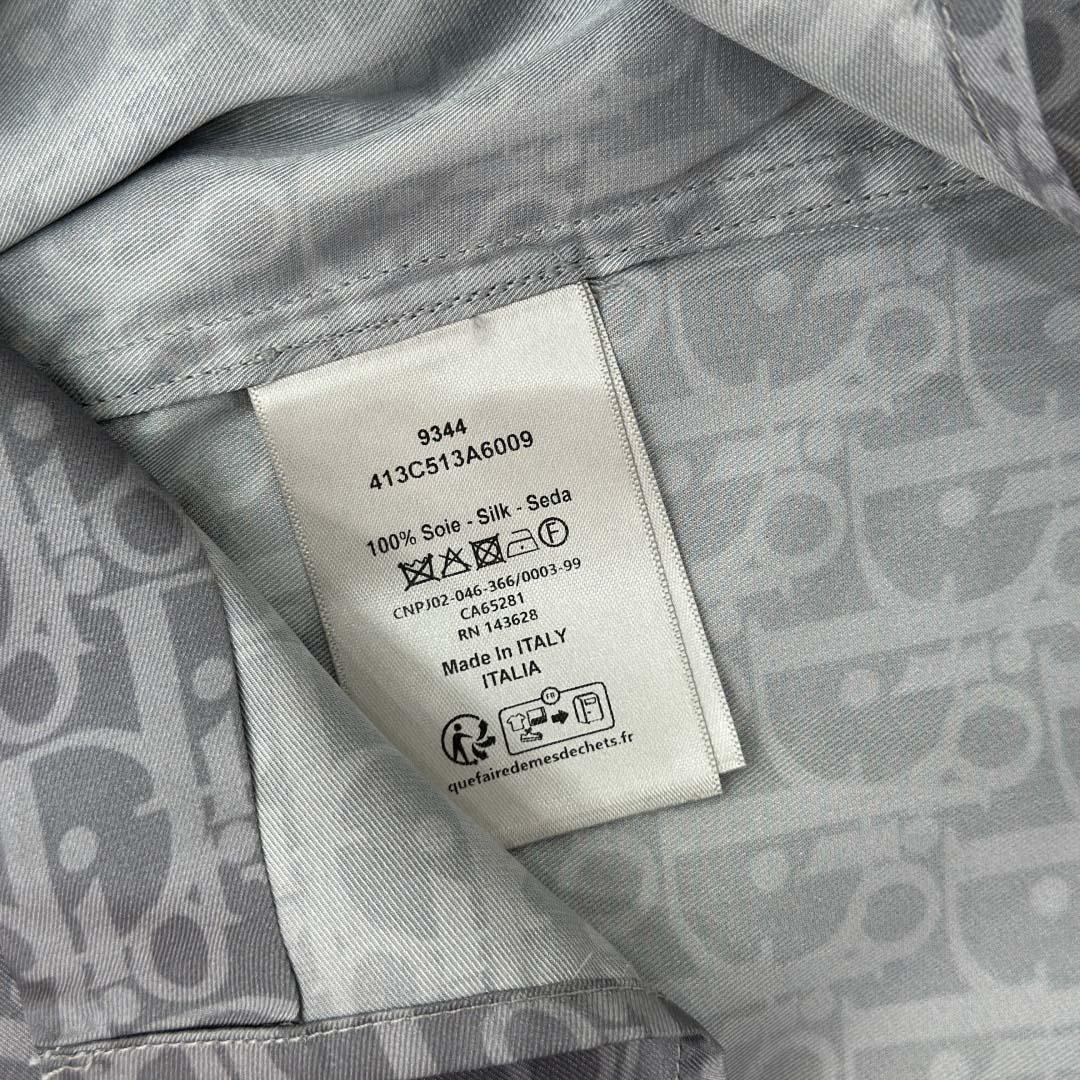 9344
413C513A6009
100% Soie - Silk - Seda
F
CNPJ02-046-366/0003-99
CA65281
RN 143628
Made In ITALY
ITALIA
FR
quefairedemesdechets.fr